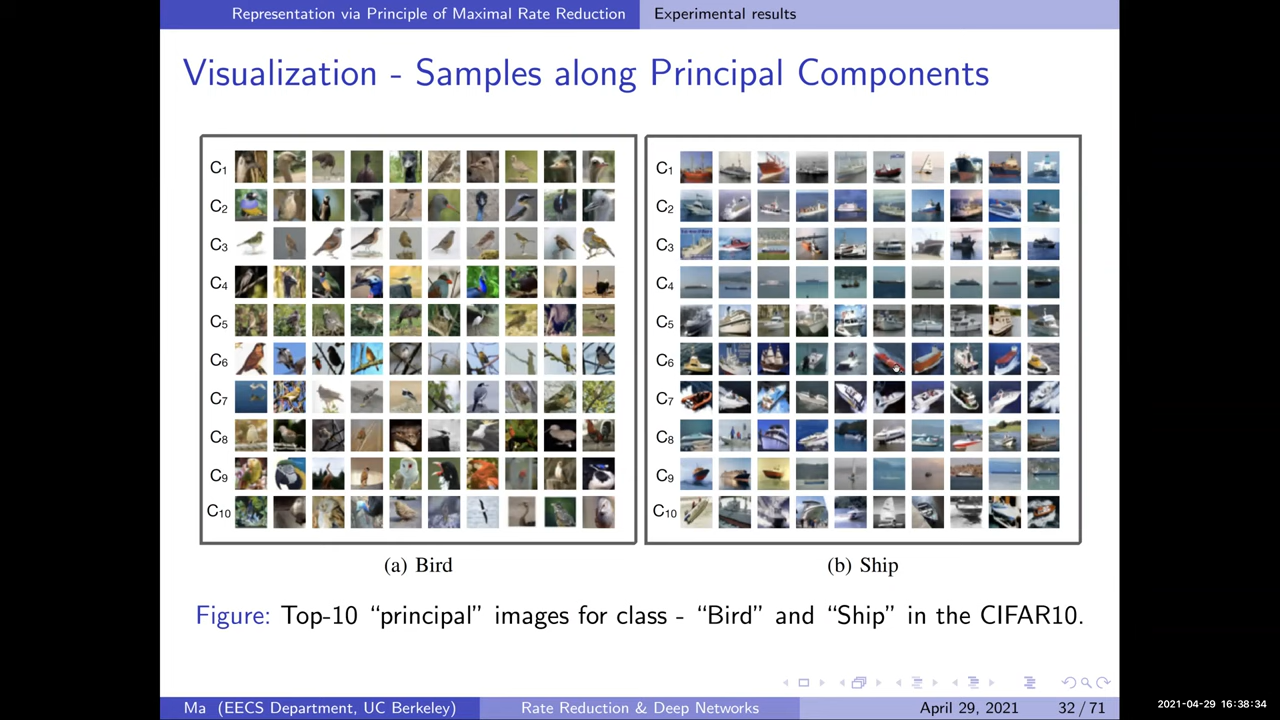 Representation via Principle of Maximal Rate Reduction Experimental results
Visualization - Samples along Principal Components
C1
C2
C3
C4
C5
C6
C7
C8
C9
C10
C1
C2
C3
C4
C5
C6
C7
C8
C9
C10
(a) Bird
(b) Ship
Figure: Top-10 “principal” images for class - “Bird” and “Ship” in the CIFAR10.
Ma (EECS Department, UC Berkeley) Rate Reduction & Deep Networks April 29, 2021 32 / 71
2021-04-29 16:38:34